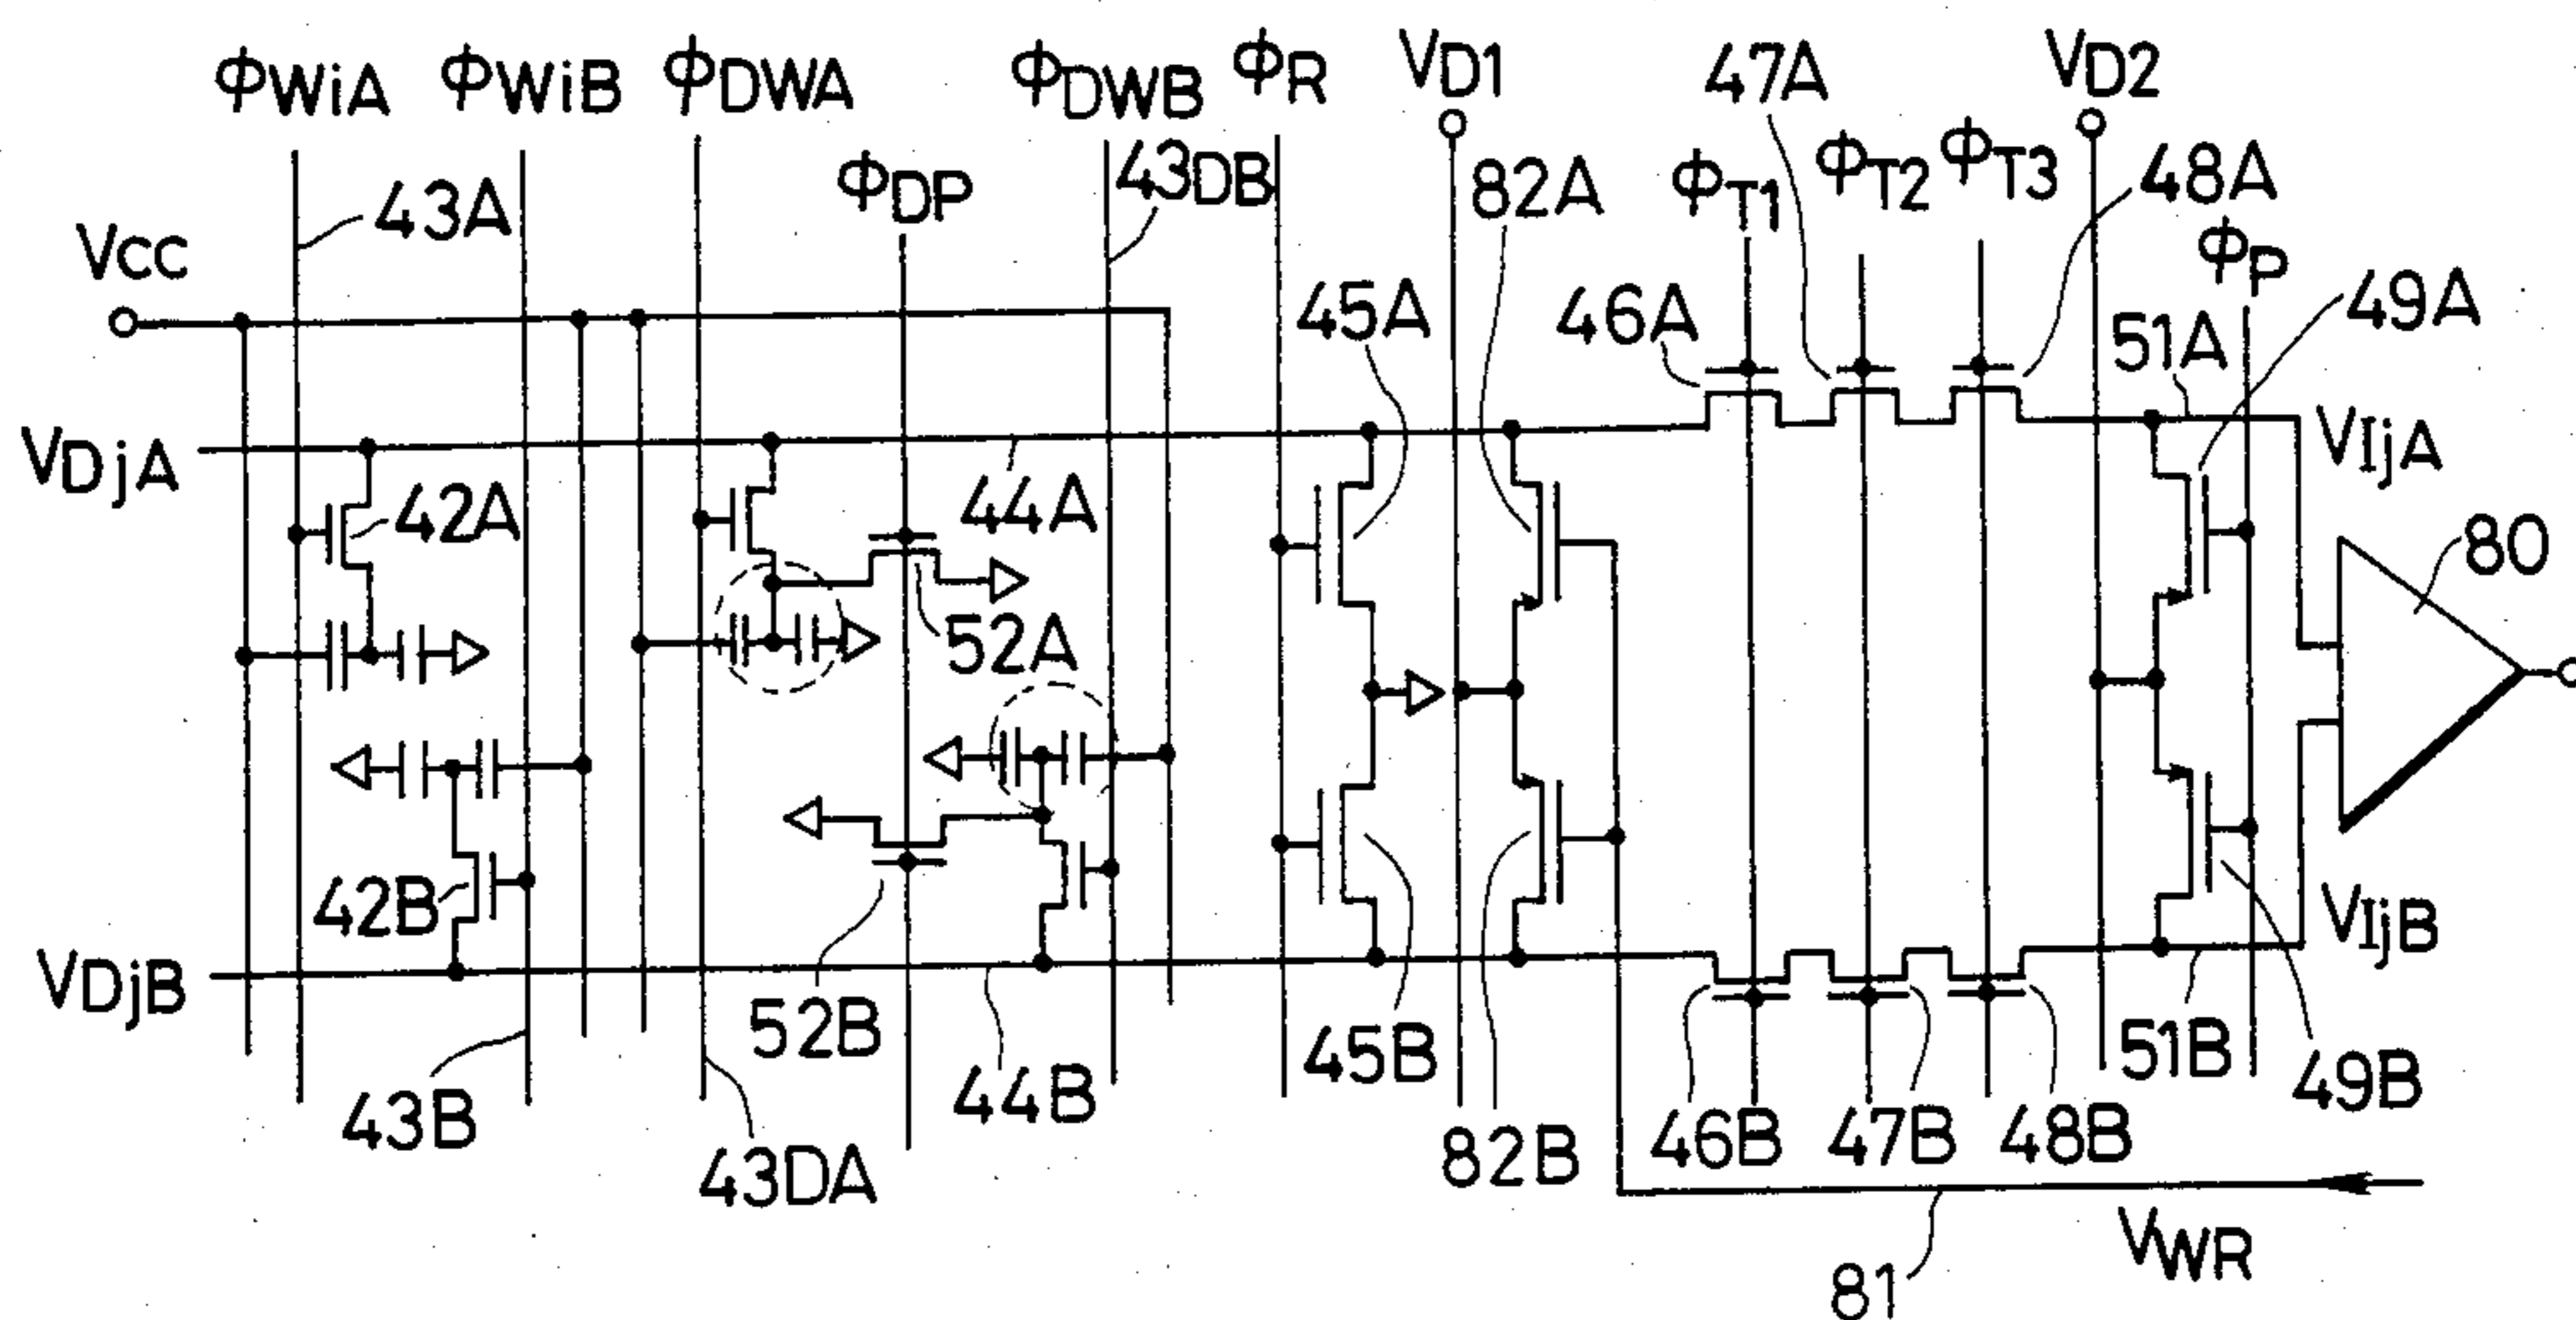 ΦWiA ΦWiB ΦDWA ΦDWB ΦR VD1 47A VD2
ΦDP 43DB 82A ΦT1 ΦT2 ΦT3 48A
43A
VCC ΦP
45A 46A 51A 49A
VDjA VIjA
42A 44A 80
52A
42B VIjB
VDjB 52B 45B 51B
43B 44B 82B 46B 47B 48B 49B
43DA
VWR
81